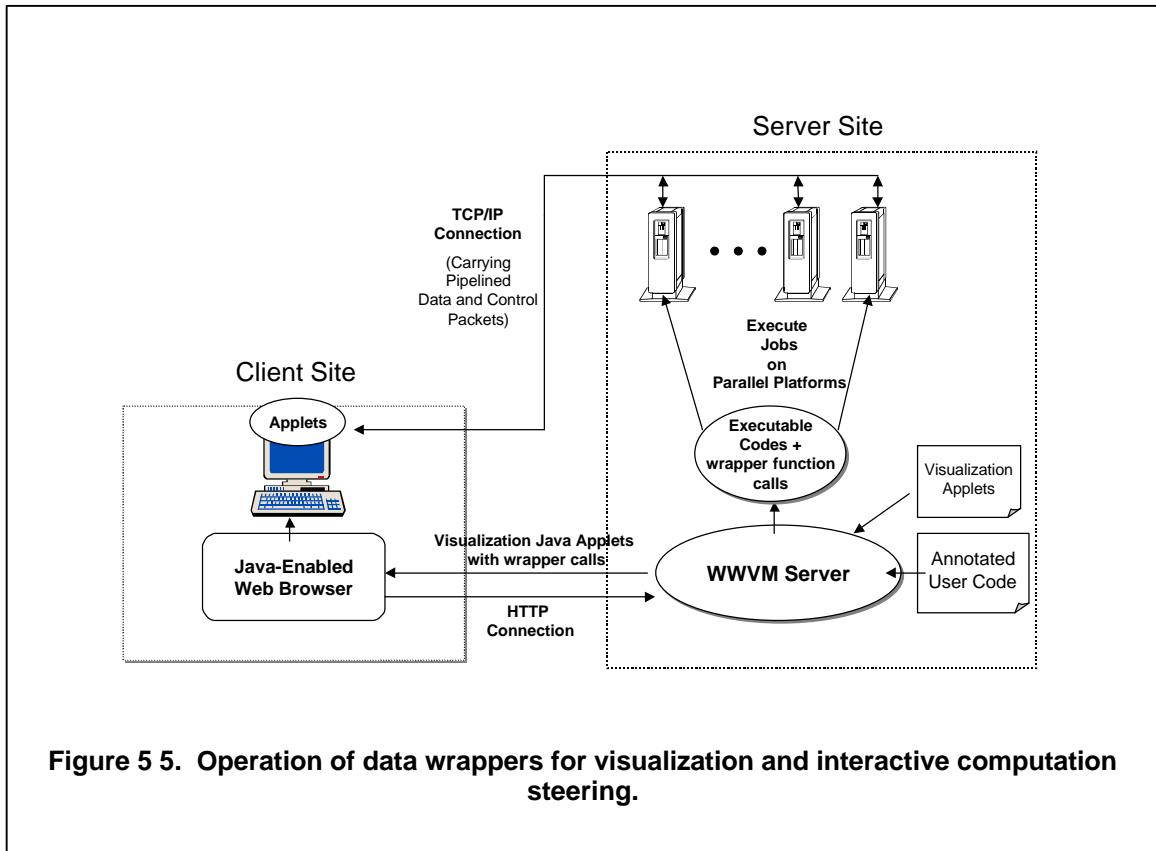 Server Site
TCP/IP
Connection
(Carrying
Pipelined
Data and Control
Packets)
Execute
Jobs
on
Parallel Platforms
Client Site
Applets
Executable
Codes +
wrapper function
calls
Visualization
Applets
Visualization Java Applets
with wrapper calls
Java-Enabled
Web Browser
WWVM Server
Annotated
User Code
HTTP
Connection
Figure 5 5. Operation of data wrappers for visualization and interactive computation
steering.